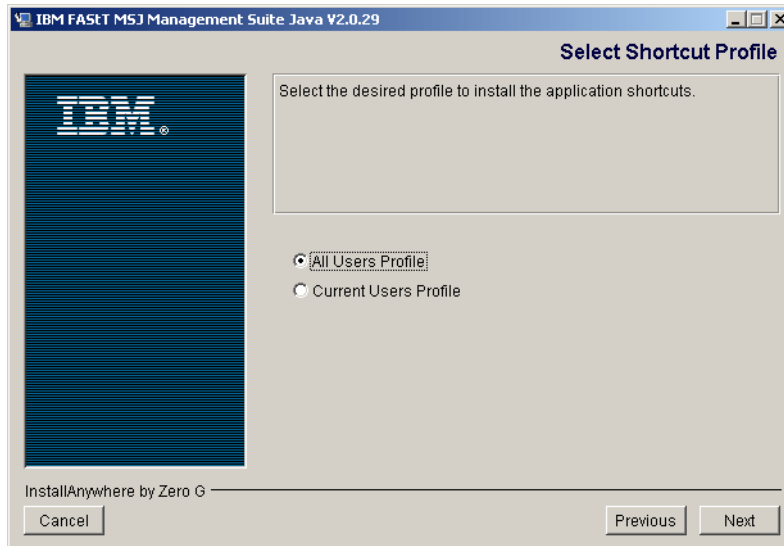 IBM FAStT MSJ Management Suite Java V2.0.29
Select Shortcut Profile
IBM®
Select the desired profile to install the application shortcuts.
All Users Profile
Current Users Profile
InstallAnywhere by Zero G
Cancel
Previous
Next